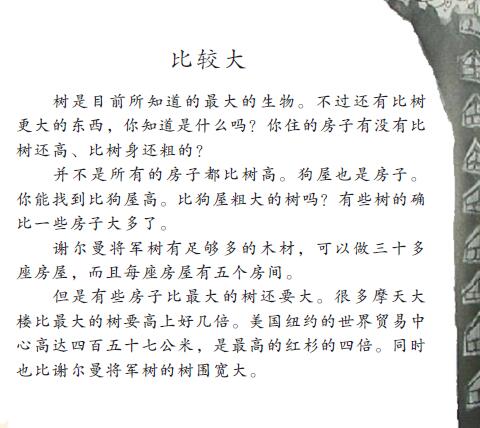 比较大
树是目前所知道的最大的生物。不过还有比树
更大的东西，你知道是什么吗？你住的房子有没有比
树还高、比树身还粗的？
并不是所有的房子都比树高。狗屋也是房子。
你能找到比狗屋高。比狗屋粗大的树吗？有些树的确
比一些房子大多了。
谢尔曼将军树有足够多的木材，可以做三十多
座房屋，而且每座房屋有五个房间。
但是有些房子比最大的树还要大。很多摩天大
楼比最大的树要高上好几倍。美国纽约的世界贸易中
心高达四百五十七公米，是最高的红杉的四倍。同时
也比谢尔曼将军树的树围宽大。